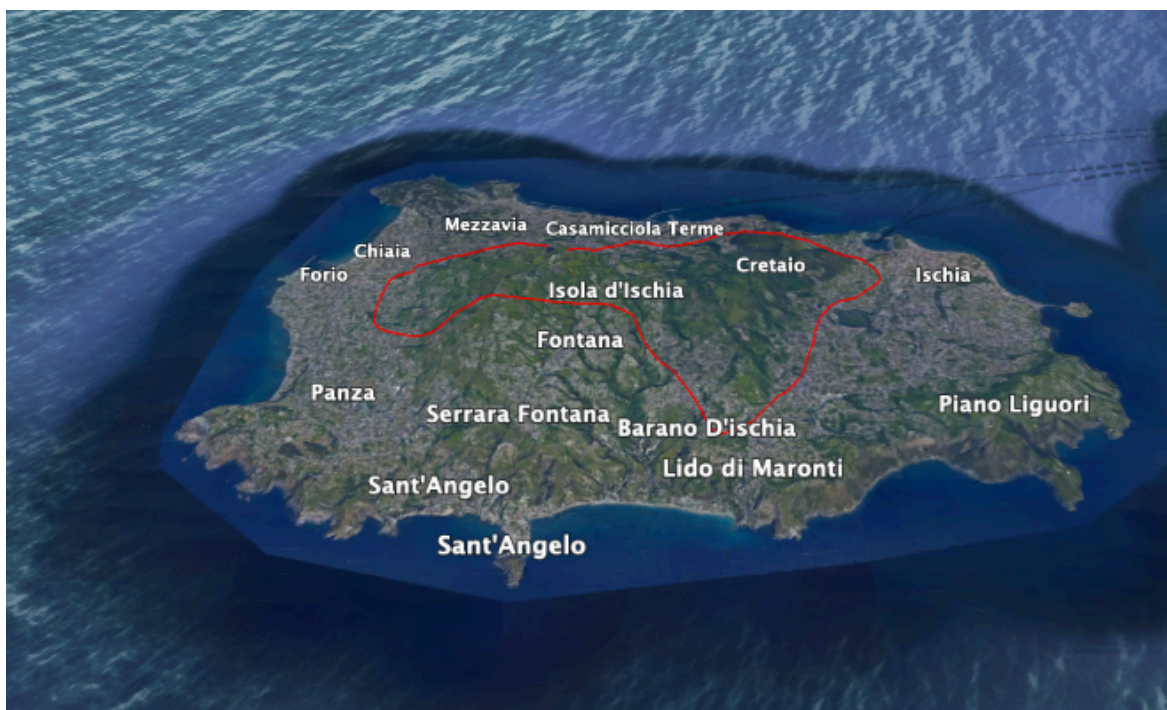 Mezzavia
Casamicciola Terme
Chiaia
Forio
Cretaio
Ischia
Isola d'Ischia
Fontana
Panza
Serrara Fontana
Piano Liguori
Barano D'ischia
Lido di Maronti
Sant'Angelo
Sant'Angelo